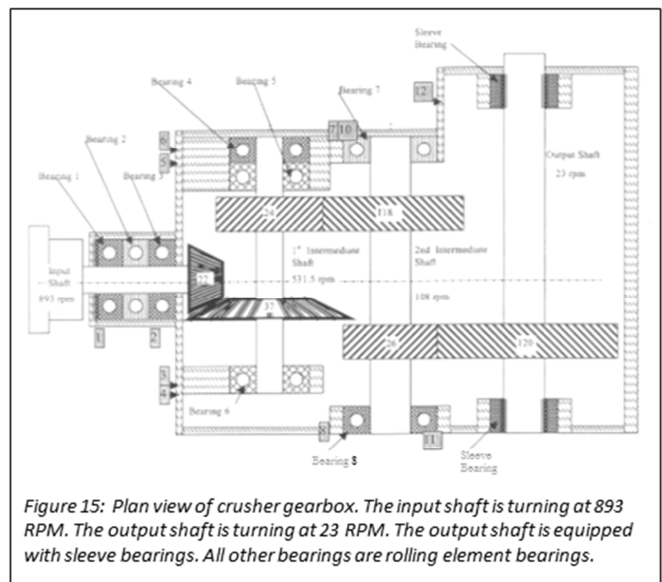 Sleeve
Bearing
Bearing 4
Bearing 5
Bearing 7
12
7 10
6
5
Bearing 2
Bearing 1
Bearing 3
Output Shaft
23 rpm
24
118
1st Intermediate
Shaft
531.5 rpm
2nd Intermediate
Shaft
108 rpm
Input
Shaft
893 rpm
22
37
1
2
26
120
3
4
Bearing 6
8
11
Bearing 8
Sleeve
Bearing
Figure 15: Plan view of crusher gearbox. The input shaft is turning at 893
RPM. The output shaft is turning at 23 RPM. The output shaft is equipped
with sleeve bearings. All other bearings are rolling element bearings.